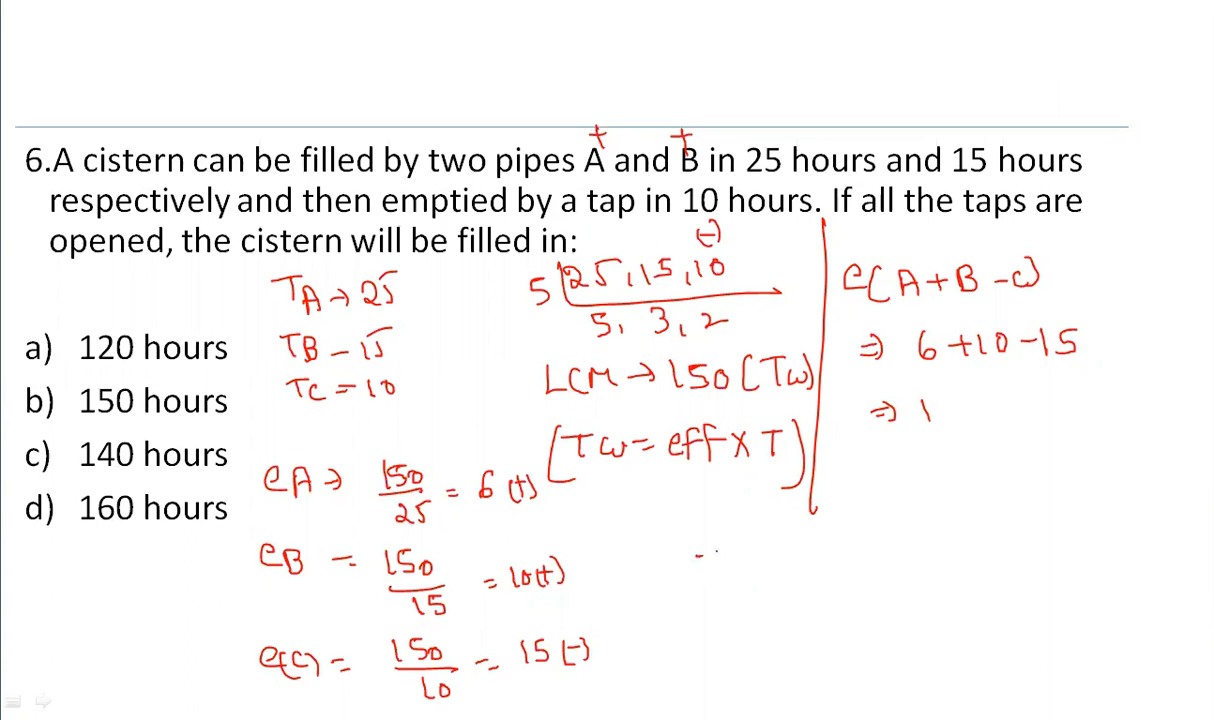 6.A cistern can be filled by two pipes A and B in 25 hours and 15 hours
respectively and then emptied by a tap in 10 hours. If all the taps are
opened, the cistern will be filled in:
a) 120 hours
b) 150 hours
c) 140 hours
d) 160 hours
+ +
(-)
TA → 25
TB - 15
TC = 10
5 25, 15, 10
5, 3, 2
LCM → 150 (Tw)
[Tw = eff x T]
eA → 150/25 = 6 (+)
eB = 150/15 = 10(+)
e(C) = 150/10 = 15 (-)
e(A+B-C)
⇒ 6+10-15
⇒ 1